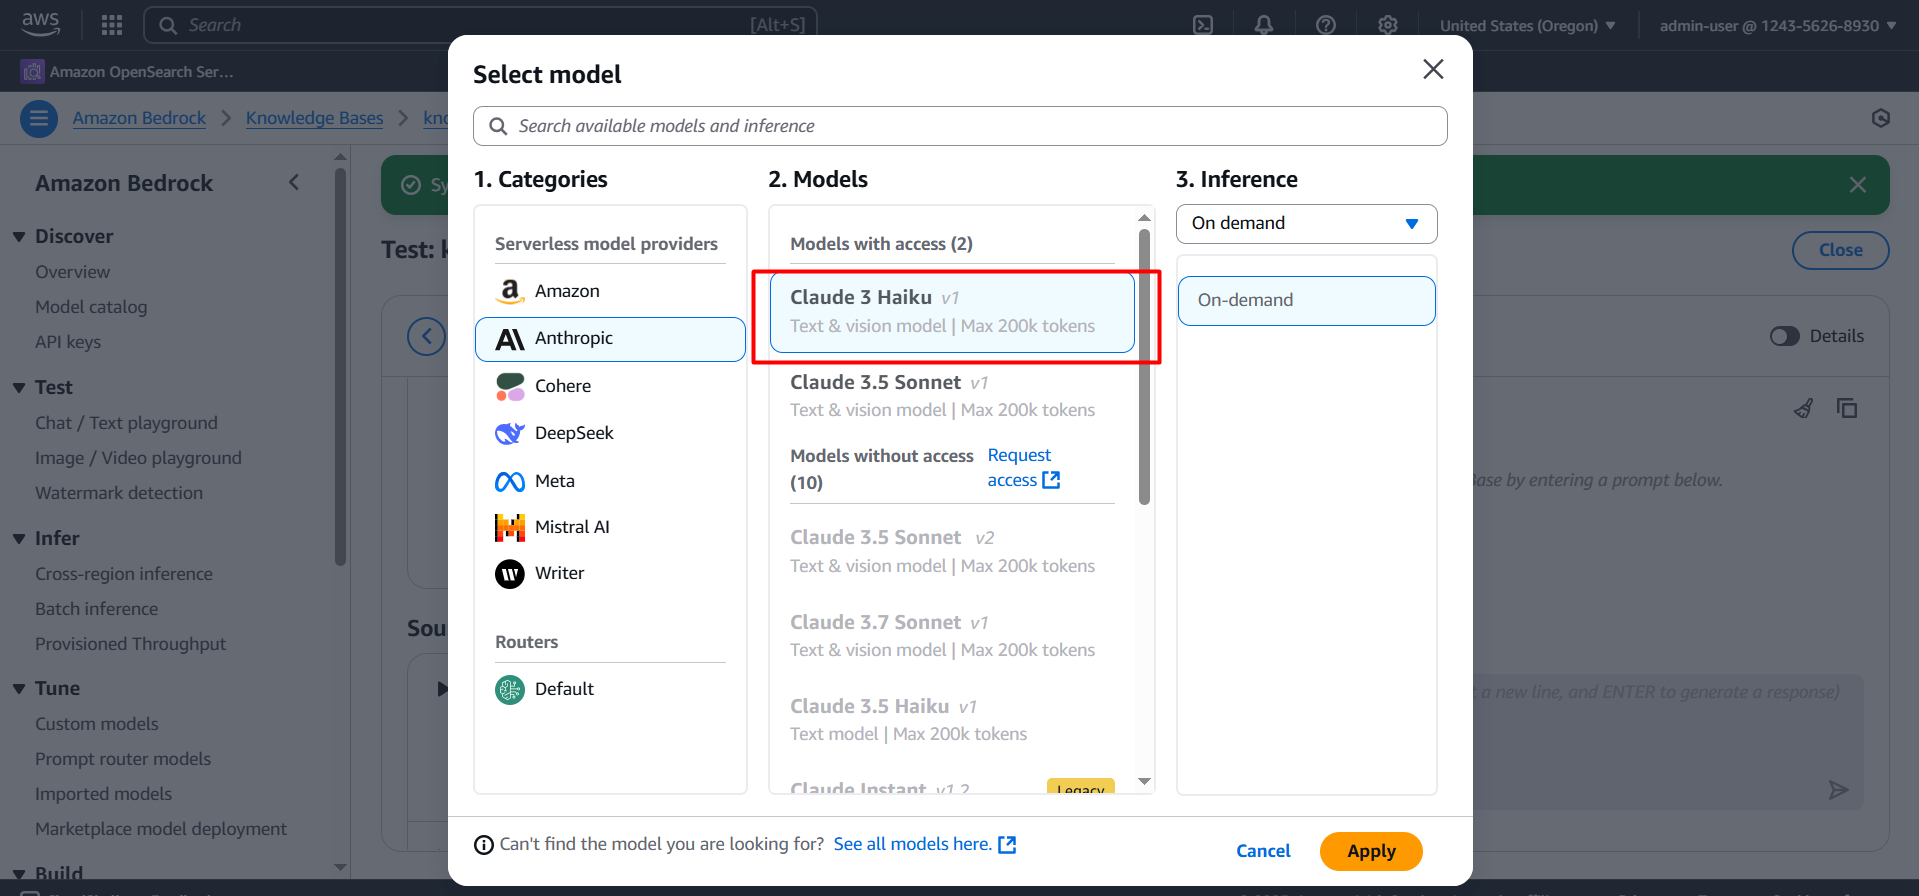 aws
Search
[Alt+S]
United States (Oregon)
admin-user @ 1243-5626-8930
Amazon OpenSearch Ser...
Amazon Bedrock
Knowledge Bases
Amazon Bedrock
Discover
Overview
Model catalog
API keys
Test
Chat / Text playground
Image / Video playground
Watermark detection
Infer
Cross-region inference
Batch inference
Provisioned Throughput
Tune
Custom models
Prompt router models
Imported models
Marketplace model deployment
Build
Test:
Close
Details
Base by entering a prompt below.
a new line, and ENTER to generate a response)
Select model
Search available models and inference
1. Categories
Serverless model providers
Amazon
Anthropic
Cohere
DeepSeek
Meta
Mistral AI
Writer
Routers
Default
2. Models
Models with access (2)
Claude 3 Haiku v1
Text & vision model | Max 200k tokens
Claude 3.5 Sonnet v1
Text & vision model | Max 200k tokens
Models without access (10)
Request access
Claude 3.5 Sonnet v2
Text & vision model | Max 200k tokens
Claude 3.7 Sonnet v1
Text & vision model | Max 200k tokens
Claude 3.5 Haiku v1
Text model | Max 200k tokens
Claude Instant v1.2
Legacy
3. Inference
On demand
On-demand
Can't find the model you are looking for? See all models here.
Cancel
Apply